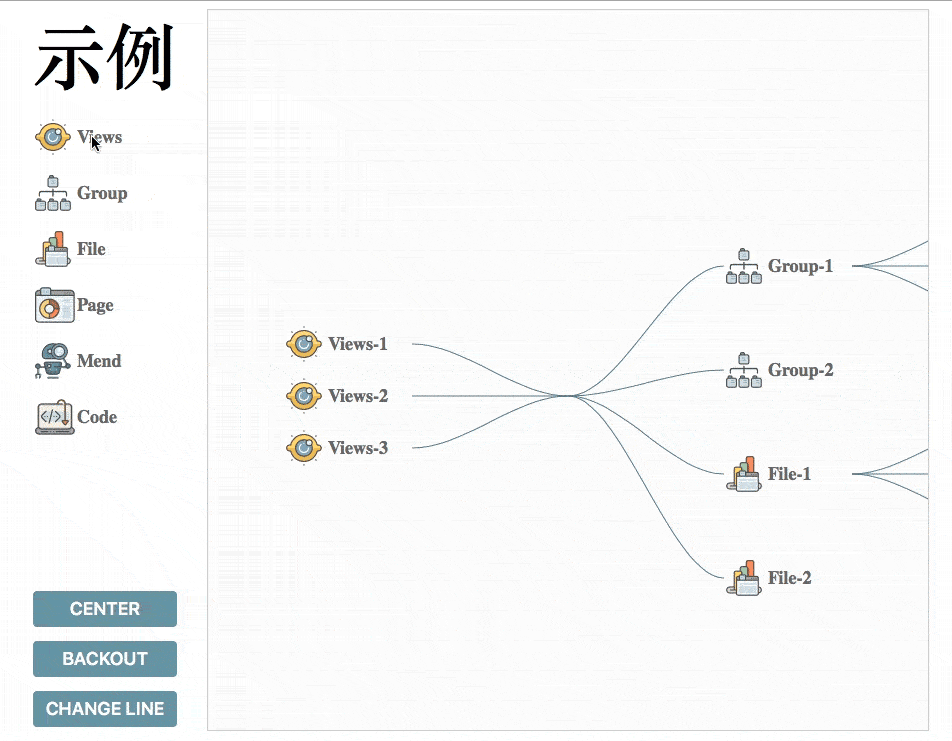 示例
Views
Group
File
Page
Mend
Code
CENTER
BACKOUT
CHANGE LINE
Views-1
Views-2
Views-3
Group-1
Group-2
File-1
File-2